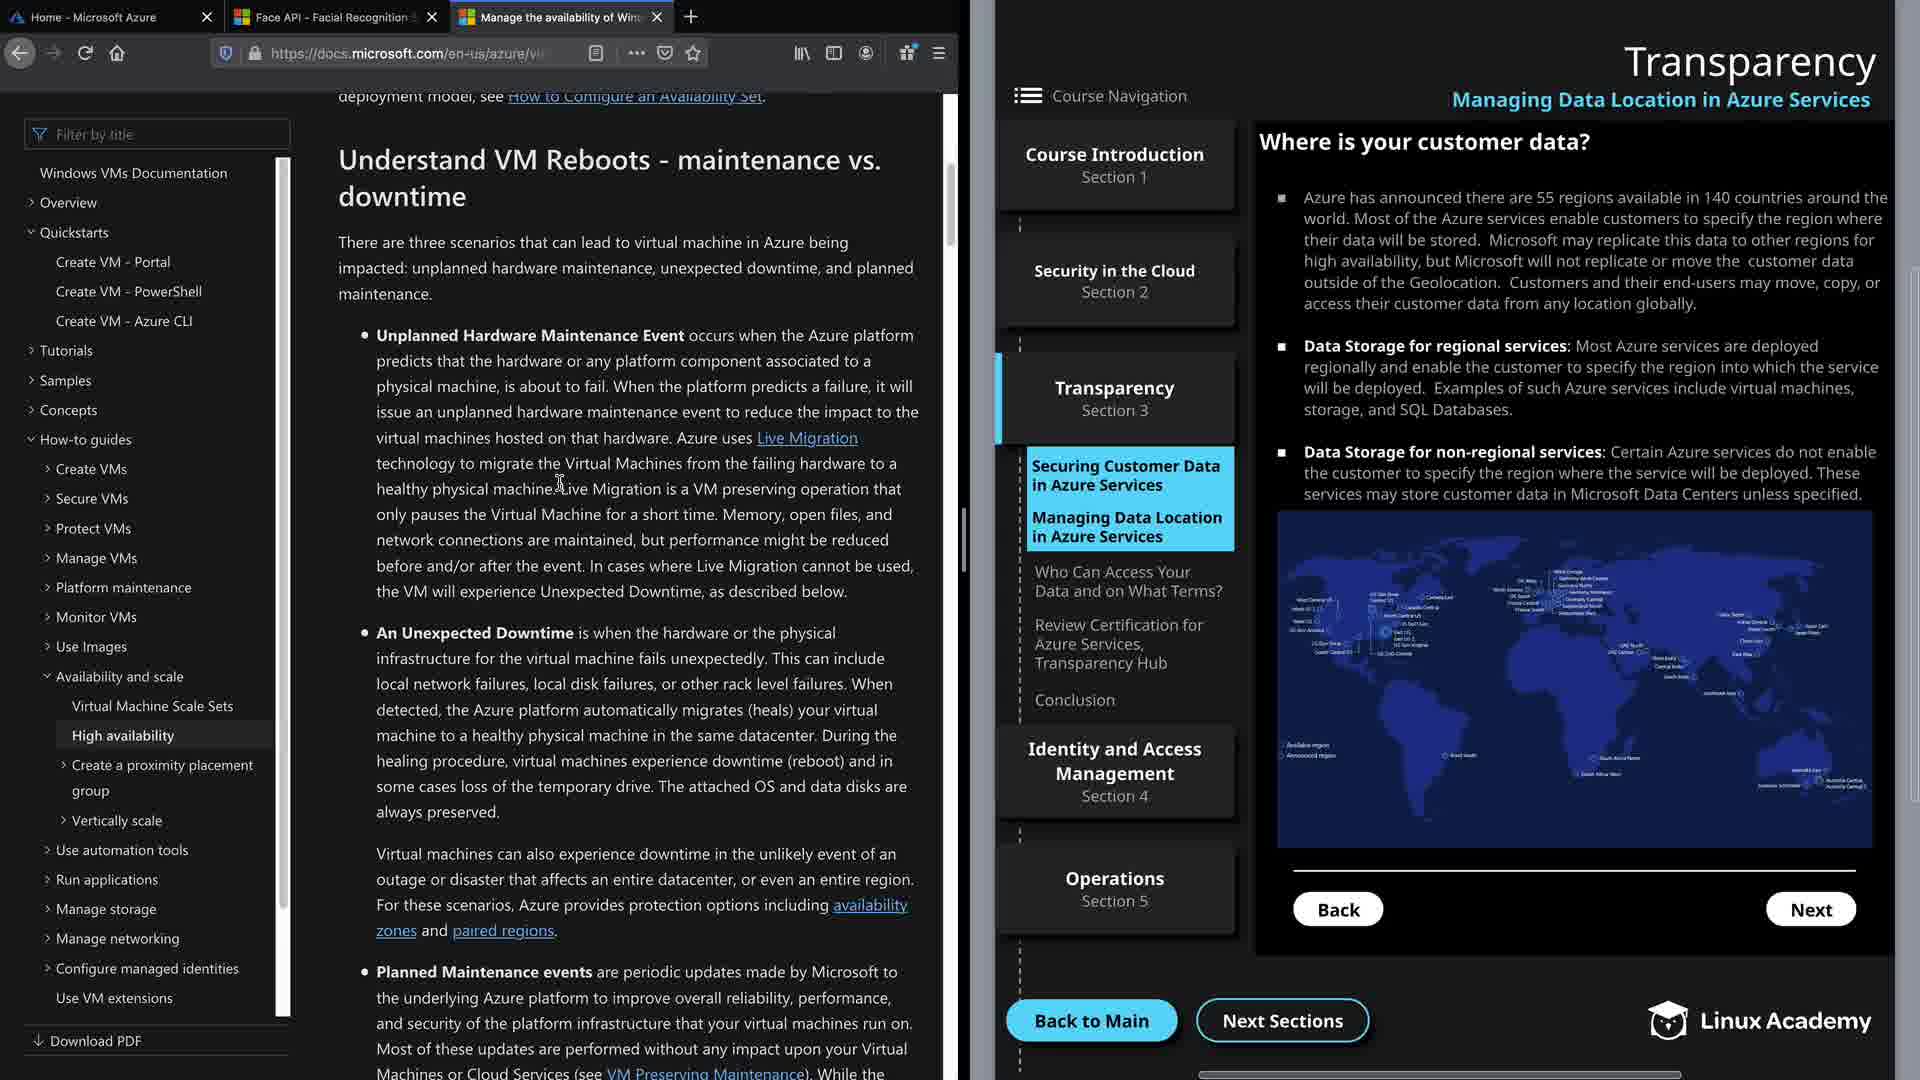 Home - Microsoft Azure
Face API - Facial Recognition
Manage the availability of Win
https://docs.microsoft.com/en-us/azure/vi
Filter by title
Windows VMs Documentation
Overview
Quickstarts
Create VM - Portal
Create VM - PowerShell
Create VM - Azure CLI
Tutorials
Samples
Concepts
How-to guides
Create VMs
Secure VMs
Protect VMs
Manage VMs
Platform maintenance
Monitor VMs
Use Images
Availability and scale
Virtual Machine Scale Sets
High availability
Create a proximity placement
group
Vertically scale
Use automation tools
Run applications
Manage storage
Manage networking
Configure managed identities
Use VM extensions
Download PDF
deployment model, see How to Configure an Availability Set.
Understand VM Reboots - maintenance vs.
downtime
There are three scenarios that can lead to virtual machine in Azure being
impacted: unplanned hardware maintenance, unexpected downtime, and planned
maintenance.
Unplanned Hardware Maintenance Event occurs when the Azure platform
predicts that the hardware or any platform component associated to a
physical machine, is about to fail. When the platform predicts a failure, it will
issue an unplanned hardware maintenance event to reduce the impact to the
virtual machines hosted on that hardware. Azure uses Live Migration
technology to migrate the Virtual Machines from the failing hardware to a
healthy physical machine. Live Migration is a VM preserving operation that
only pauses the Virtual Machine for a short time. Memory, open files, and
network connections are maintained, but performance might be reduced
before and/or after the event. In cases where Live Migration cannot be used,
the VM will experience Unexpected Downtime, as described below.
An Unexpected Downtime is when the hardware or the physical
infrastructure for the virtual machine fails unexpectedly. This can include
local network failures, local disk failures, or other rack level failures. When
detected, the Azure platform automatically migrates (heals) your virtual
machine to a healthy physical machine in the same datacenter. During the
healing procedure, virtual machines experience downtime (reboot) and in
some cases loss of the temporary drive. The attached OS and data disks are
always preserved.
Virtual machines can also experience downtime in the unlikely event of an
outage or disaster that affects an entire datacenter, or even an entire region.
For these scenarios, Azure provides protection options including availability
zones and paired regions.
Planned Maintenance events are periodic updates made by Microsoft to
the underlying Azure platform to improve overall reliability, performance,
and security of the platform infrastructure that your virtual machines run on.
Most of these updates are performed without any impact upon your Virtual
Machines or Cloud Services (see VM Preserving Maintenance). While the
Transparency
Managing Data Location in Azure Services
Course Navigation
Course Introduction
Section 1
Security in the Cloud
Section 2
Transparency
Section 3
Securing Customer Data
in Azure Services
Managing Data Location
in Azure Services
Who Can Access Your
Data and on What Terms?
Review Certification for
Azure Services,
Transparency Hub
Conclusion
Identity and Access
Management
Section 4
Operations
Section 5
Where is your customer data?
Azure has announced there are 55 regions available in 140 countries around the
world. Most of the Azure services enable customers to specify the region where
their data will be stored. Microsoft may replicate this data to other regions for
high availability, but Microsoft will not replicate or move the customer data
outside of the Geolocation. Customers and their end-users may move, copy, or
access their customer data from any location globally.
Data Storage for regional services: Most Azure services are deployed
regionally and enable the customer to specify the region into which the service
will be deployed. Examples of such Azure services include virtual machines,
storage, and SQL Databases.
Data Storage for non-regional services: Certain Azure services do not enable
the customer to specify the region where the service will be deployed. These
services may store customer data in Microsoft Data Centers unless specified.
Available region
Announced region
Brazil South
South Africa North
South Africa West
Back
Next
Back to Main
Next Sections
Linux Academy